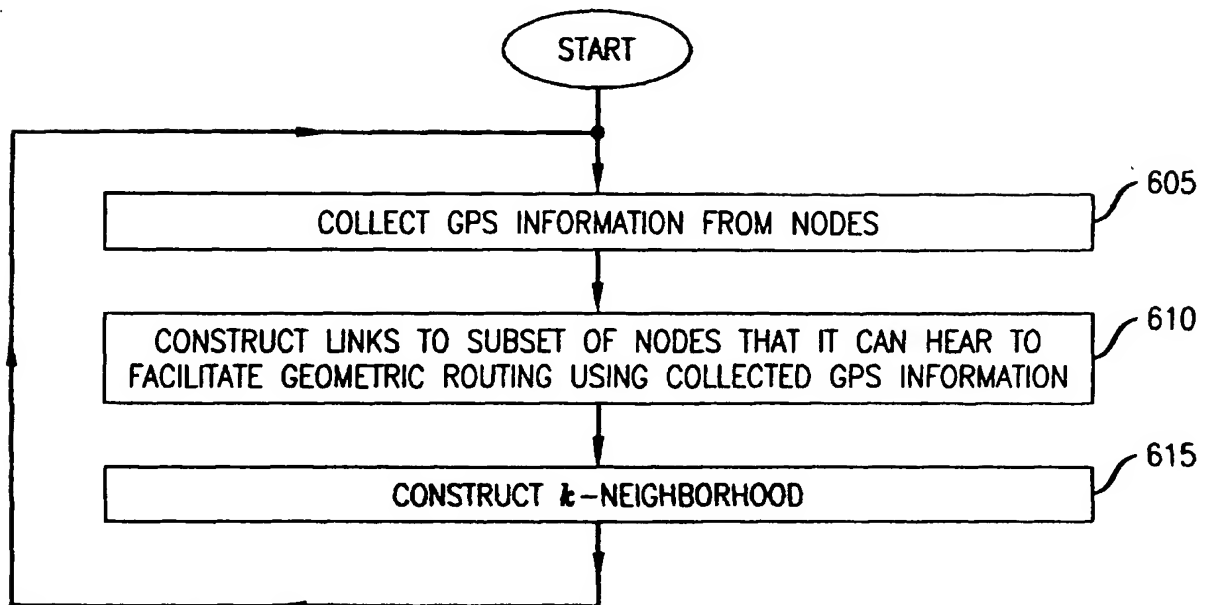 START
605
COLLECT GPS INFORMATION FROM NODES
610
CONSTRUCT LINKS TO SUBSET OF NODES THAT IT CAN HEAR TO
FACILITATE GEOMETRIC ROUTING USING COLLECTED GPS INFORMATION
615
CONSTRUCT k-NEIGHBORHOOD